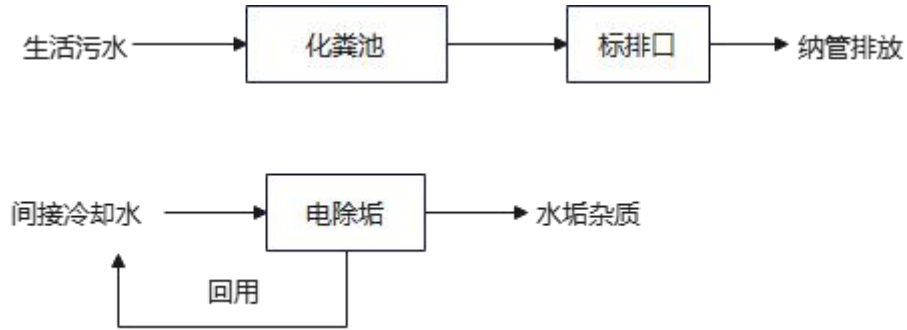 生活污水
化粪池
标排口
纳管排放
间接冷却水
电除垢
水垢杂质
回用